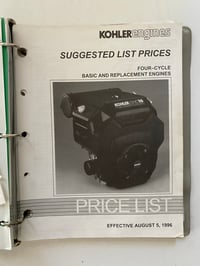 KOHLERengines
SUGGESTED LIST PRICES
FOUR-CYCLE
BASIC AND REPLACEMENT ENGINES
PRICE LIST
EFFECTIVE AUGUST 5, 1996